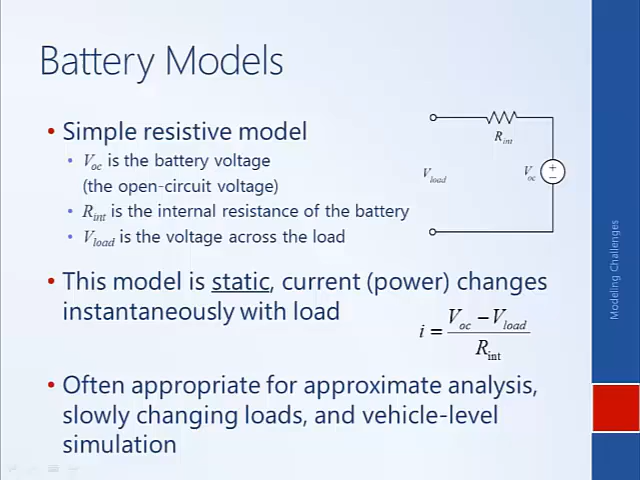 Battery Models
• Simple resistive model
• Voc is the battery voltage
(the open-circuit voltage)
• Rint is the internal resistance of the battery
• Vload is the voltage across the load
Rint
Vload
Voc
+
−
• This model is static, current (power) changes
instantaneously with load
i = (Voc − Vload) / Rint
• Often appropriate for approximate analysis,
slowly changing loads, and vehicle-level
simulation
Modeling Challenges